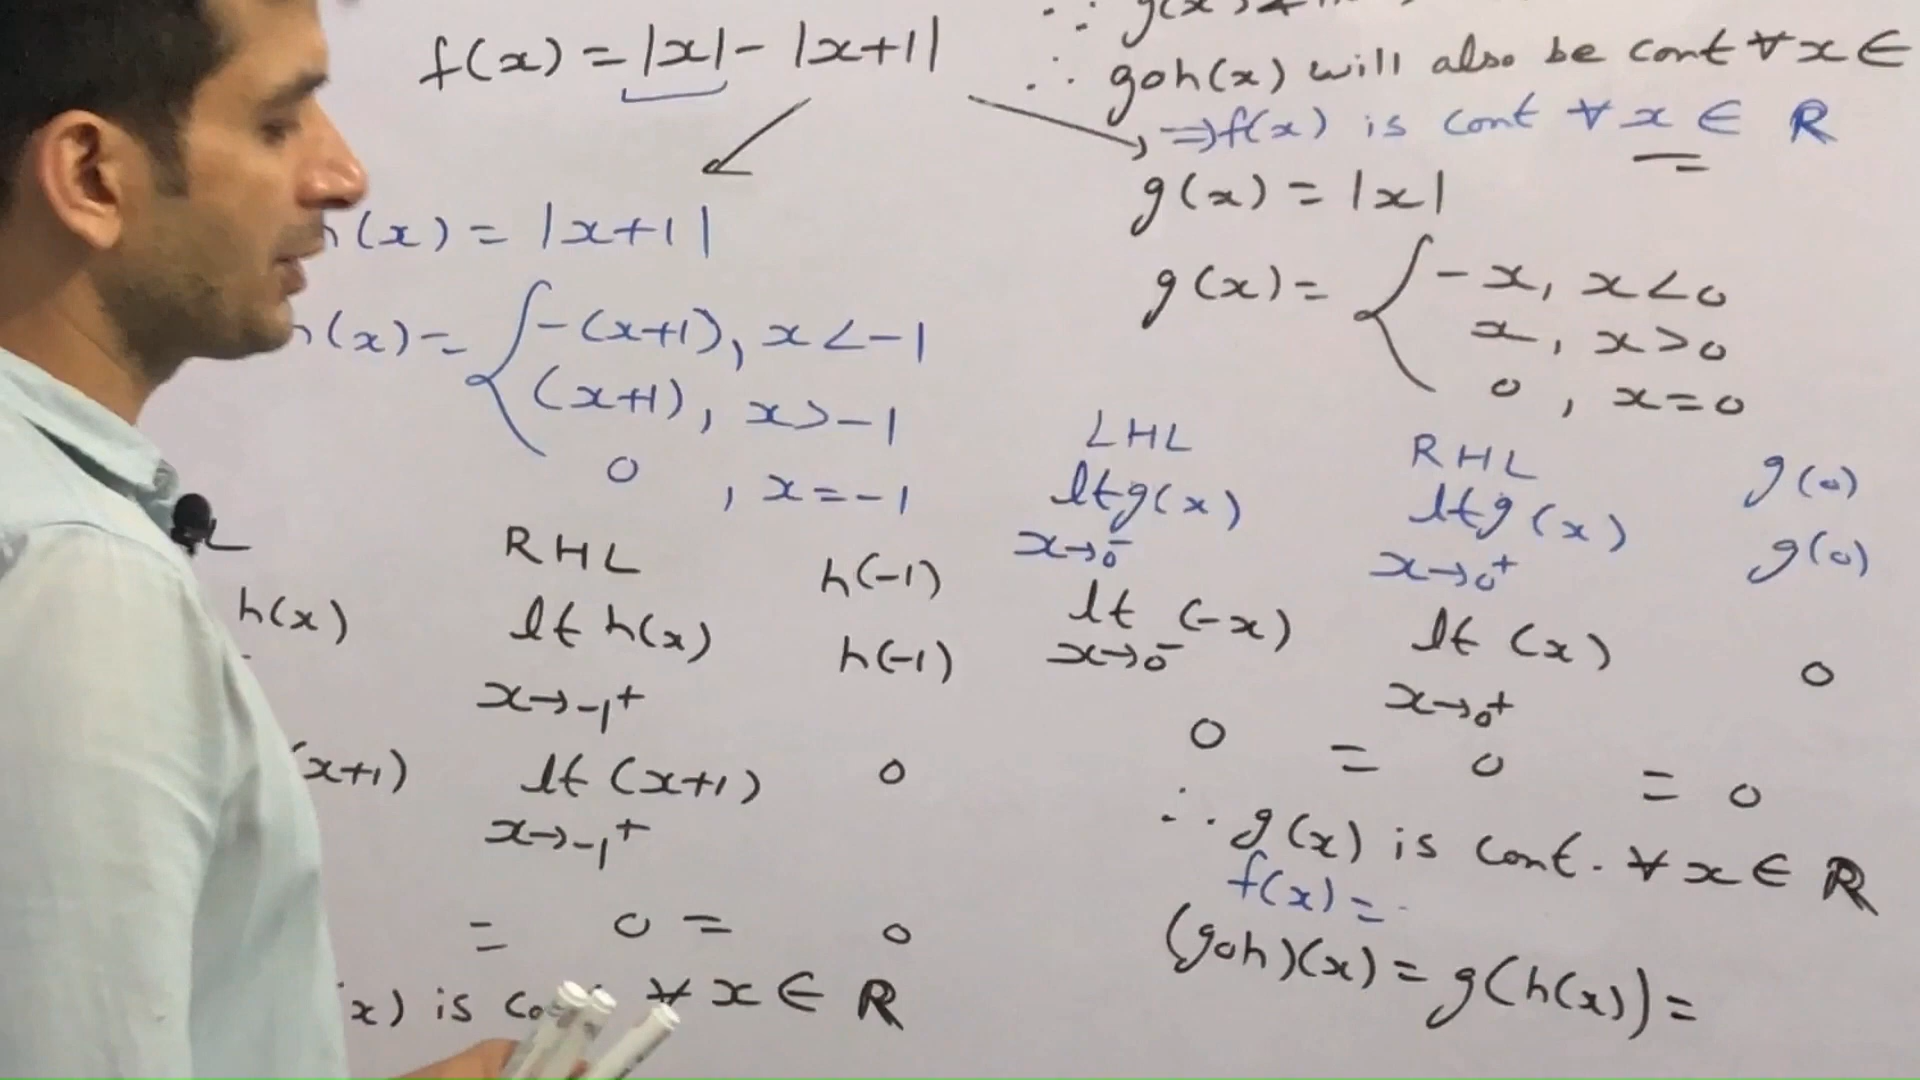 f(x) = |x| - |x+1|
∴ g(x)
∴ goh(x) will also be cont ∀ x ∈
⇒ f(x) is cont ∀ x ∈ R
h(x) = |x+1|
h(x) = { -(x+1), x < -1
(x+1), x > -1
0 , x = -1
g(x) = |x|
g(x) = { -x, x < 0
x, x > 0
0 , x = 0
L RHL h(-1)
h(x) lt h(x) h(-1)
x→-1⁺
(x+1) lt (x+1) 0
x→-1⁺
= 0 = 0
x) is co ∀ x ∈ R
LHL RHL g(0)
lt g(x) lt g(x) g(0)
x→0⁻ x→0⁺
lt (-x) lt (x) 0
x→0⁻ x→0⁺
0 = 0 = 0
∴ g(x) is cont. ∀ x ∈ R
f(x) =
(goh)(x) = g(h(x)) =